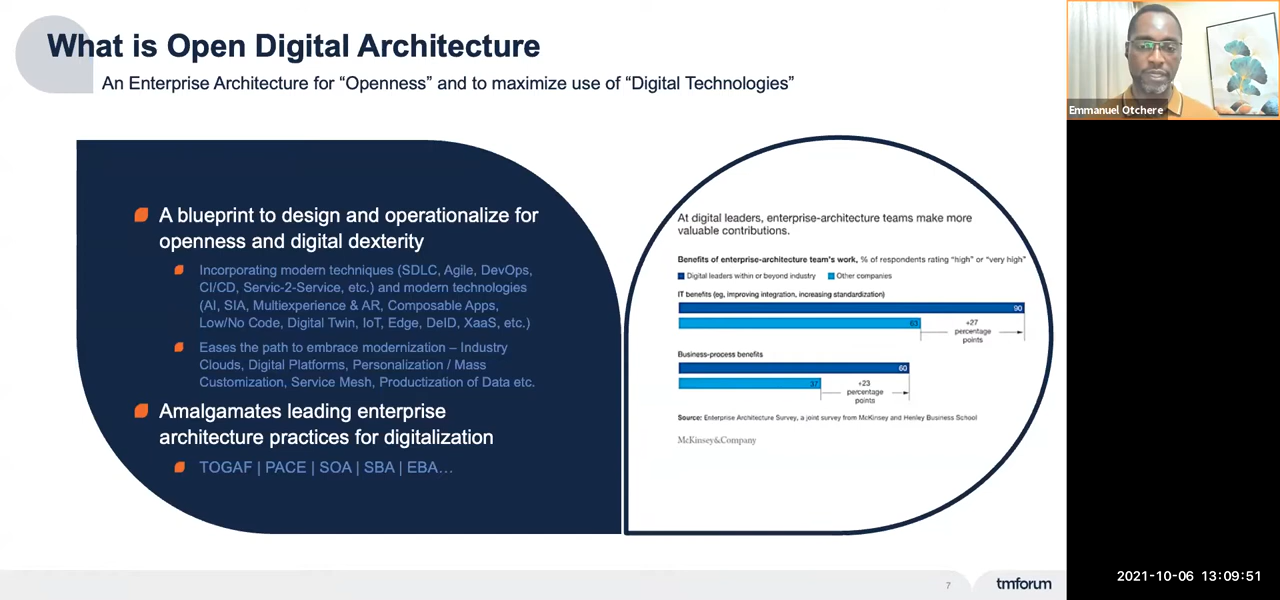 What is Open Digital Architecture
An Enterprise Architecture for “Openness” and to maximize use of “Digital Technologies”
A blueprint to design and operationalize for
openness and digital dexterity
Incorporating modern techniques (SDLC, Agile, DevOps,
CI/CD, Servic-2-Service, etc.) and modern technologies
(AI, SIA, Multiexperience & AR, Composable Apps,
Low/No Code, Digital Twin, IoT, Edge, DeID, XaaS, etc.)
Eases the path to embrace modernization – Industry
Clouds, Digital Platforms, Personalization / Mass
Customization, Service Mesh, Productization of Data etc.
Amalgamates leading enterprise
architecture practices for digitalization
TOGAF | PACE | SOA | SBA | EBA…
At digital leaders, enterprise-architecture teams make more
valuable contributions.
Benefits of enterprise-architecture team's work, % of respondents rating “high” or “very high”
Digital leaders within or beyond industry
Other companies
IT benefits (eg, improving integration, increasing standardization)
90
63
+27
percentage
points
Business-process benefits
60
37
+23
percentage
points
Source: Enterprise Architecture Survey, a joint survey from McKinsey and Henley Business School
McKinsey&Company
7
tmforum
Emmanuel Otchere
2021-10-06 13:09:51